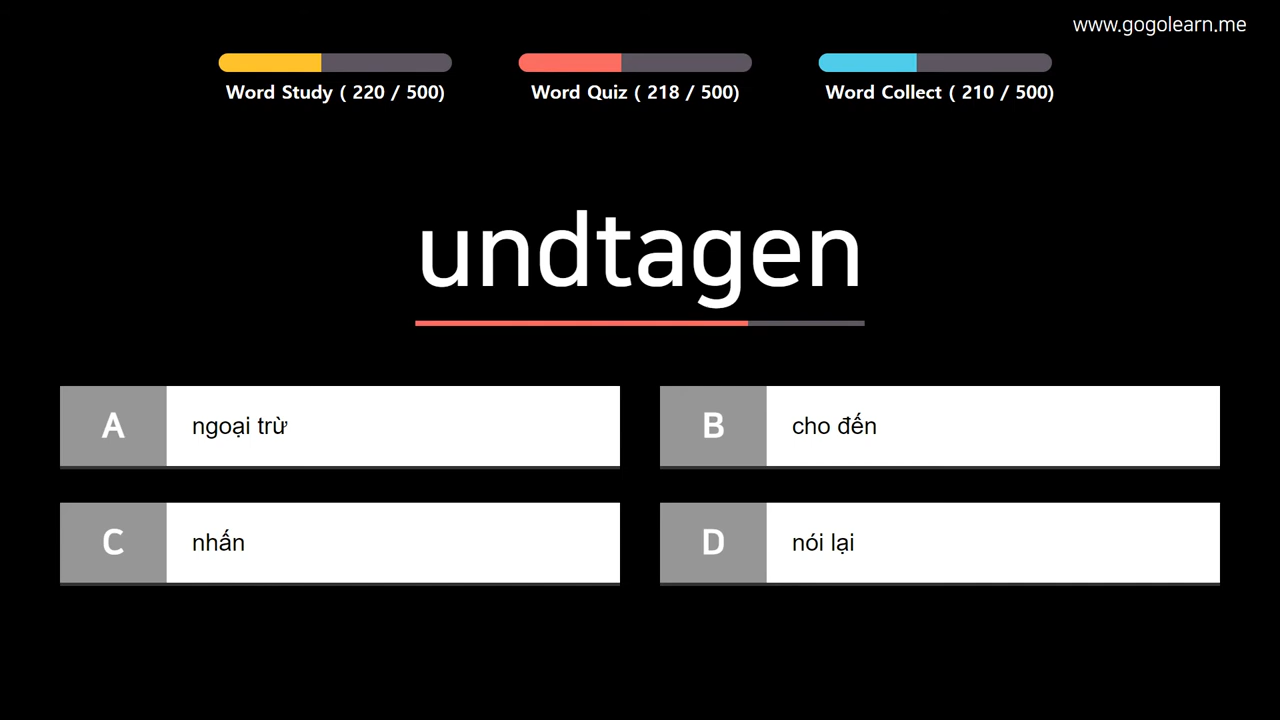 www.gogolearn.me
Word Study ( 220 / 500)
Word Quiz ( 218 / 500)
Word Collect ( 210 / 500)
undtagen
A
ngoại trừ
B
cho đến
C
nhấn
D
nói lại